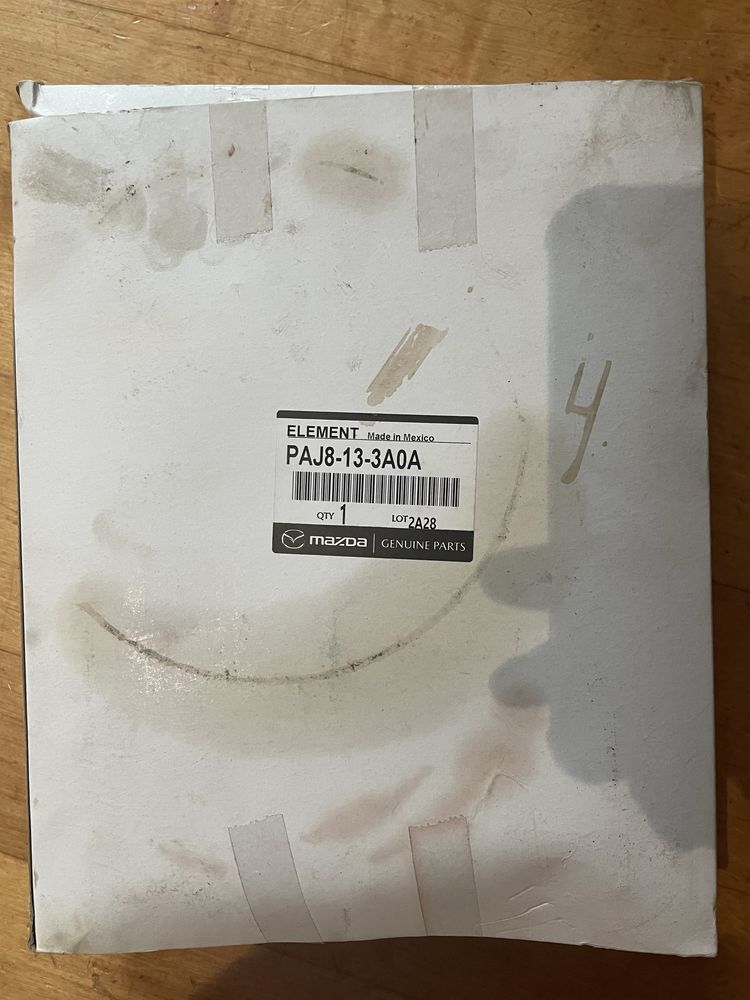 4
ELEMENT Made in Mexico
PAJ8-13-3A0A
QTY 1 LOT 2A28
mazda GENUINE PARTS